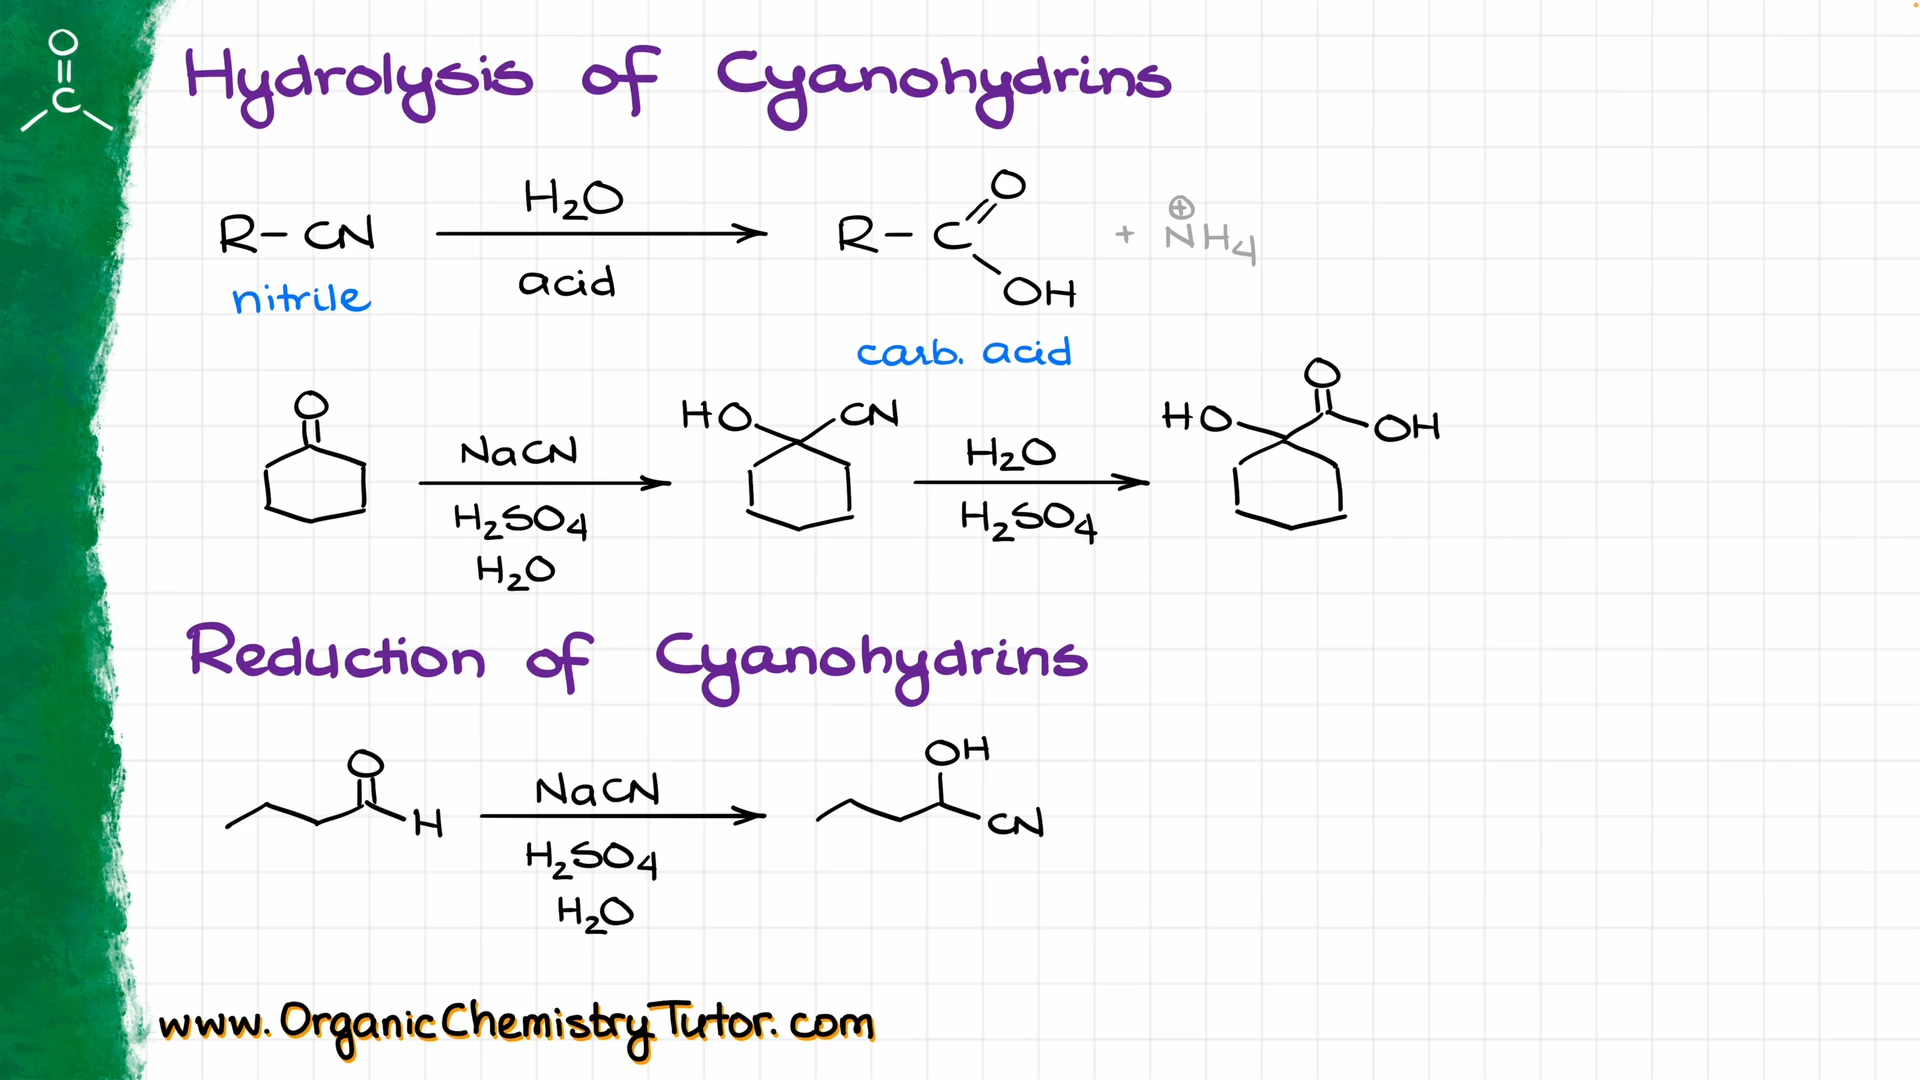 O
C
Hydrolysis of Cyanohydrins
R-CN H₂O acid R-C O OH + ⊕NH₄
nitrile
carb. acid
O NaCN H₂SO₄ H₂O HO CN H₂O H₂SO₄ HO O OH
Reduction of Cyanohydrins
O H NaCN H₂SO₄ H₂O OH CN
www.OrganicChemistryTutor.com